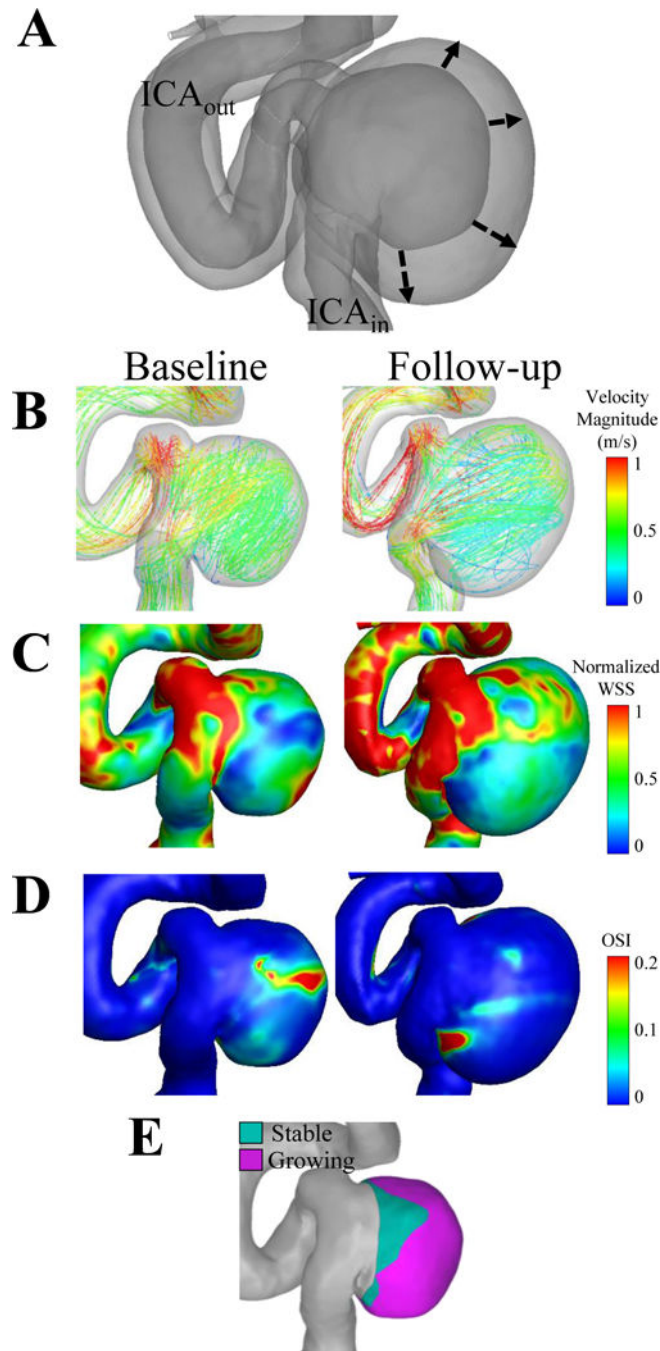 A
ICAout
ICAin
Baseline
Follow-up
B
Velocity
Magnitude
(m/s)
1
0.5
0
C
Normalized
WSS
1
0.5
0
D
OSI
0.2
0.1
0
E
Stable
Growing